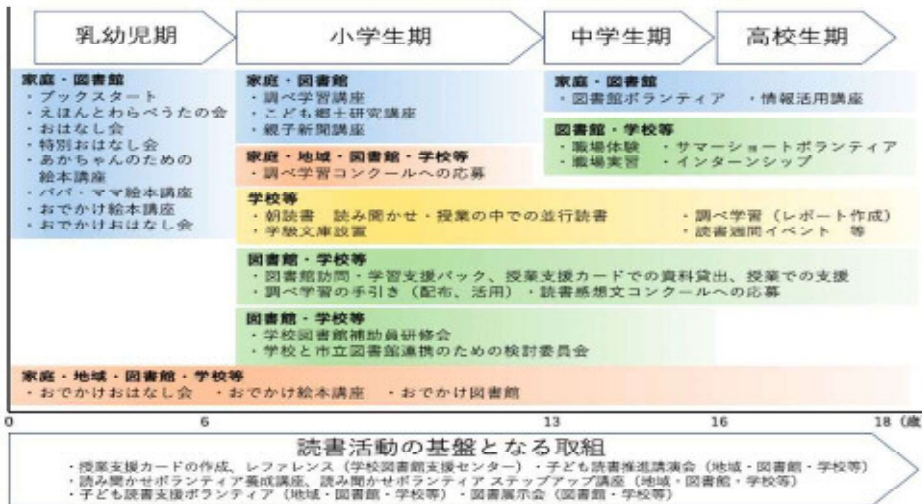 乳幼児期
小学生期
中学生期
高校生期
家庭・図書館
・ブックスタート
・えほんとわらべうたの会
・おはなし会
・特別おはなし会
・あかちゃんのための
絵本講座
・パパ・ママ絵本講座
・おでかけ絵本講座
・おでかけおはなし会
家庭・図書館
・調べ学習講座
・こども郷土研究講座
・親子新聞講座
家庭・地域・図書館・学校等
・調べ学習コンクールへの応募
家庭・図書館
・図書館ボランティア ・情報活用講座
図書館・学校等
・職場体験 ・サマーショートボランティア
・職場実習 ・インターンシップ
学校等
・朝読書 読み聞かせ・授業の中での並行読書 ・調べ学習（レポート作成）
・学級文庫設置 ・読書週間イベント 等
図書館・学校等
・図書館訪問・学習支援パック、授業支援カードでの資料貸出、授業での支援
・調べ学習の手引き（配布、活用）・読書感想文コンクールへの応募
図書館・学校等
・学校図書館補助員研修会
・学校と市立図書館連携のための検討委員会
家庭・地域・図書館・学校等
・おでかけおはなし会 ・おでかけ絵本講座 ・おでかけ図書館
0 6 13 16 18（歳
読書活動の基盤となる取組
・授業支援カードの作成、レファレンス（学校図書館支援センター）・子ども読書推進講演会（地域・図書館・学校等）
・読み聞かせボランティア養成講座、読み聞かせボランティア ステップアップ講座（地域・図書館・学校等）
・子ども読書支援ボランティア（地域・図書館・学校等）・図書展示会（図書館・学校等）